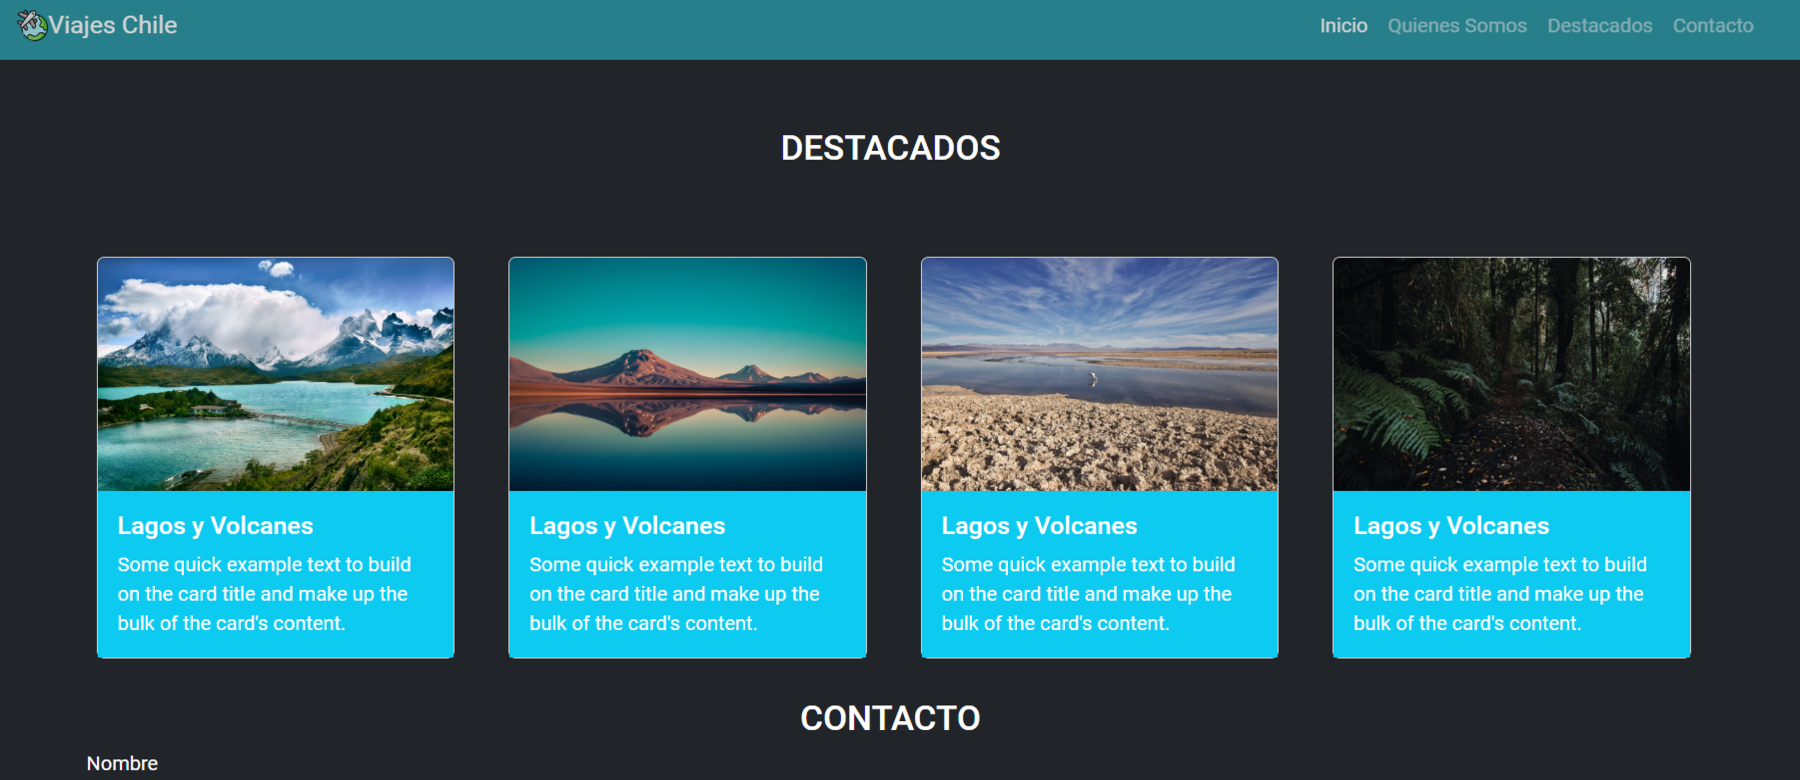 Viajes Chile
Inicio Quienes Somos Destacados Contacto
DESTACADOS
Lagos y Volcanes
Some quick example text to build
on the card title and make up the
bulk of the card's content.
Lagos y Volcanes
Some quick example text to build
on the card title and make up the
bulk of the card's content.
Lagos y Volcanes
Some quick example text to build
on the card title and make up the
bulk of the card's content.
Lagos y Volcanes
Some quick example text to build
on the card title and make up the
bulk of the card's content.
CONTACTO
Nombre